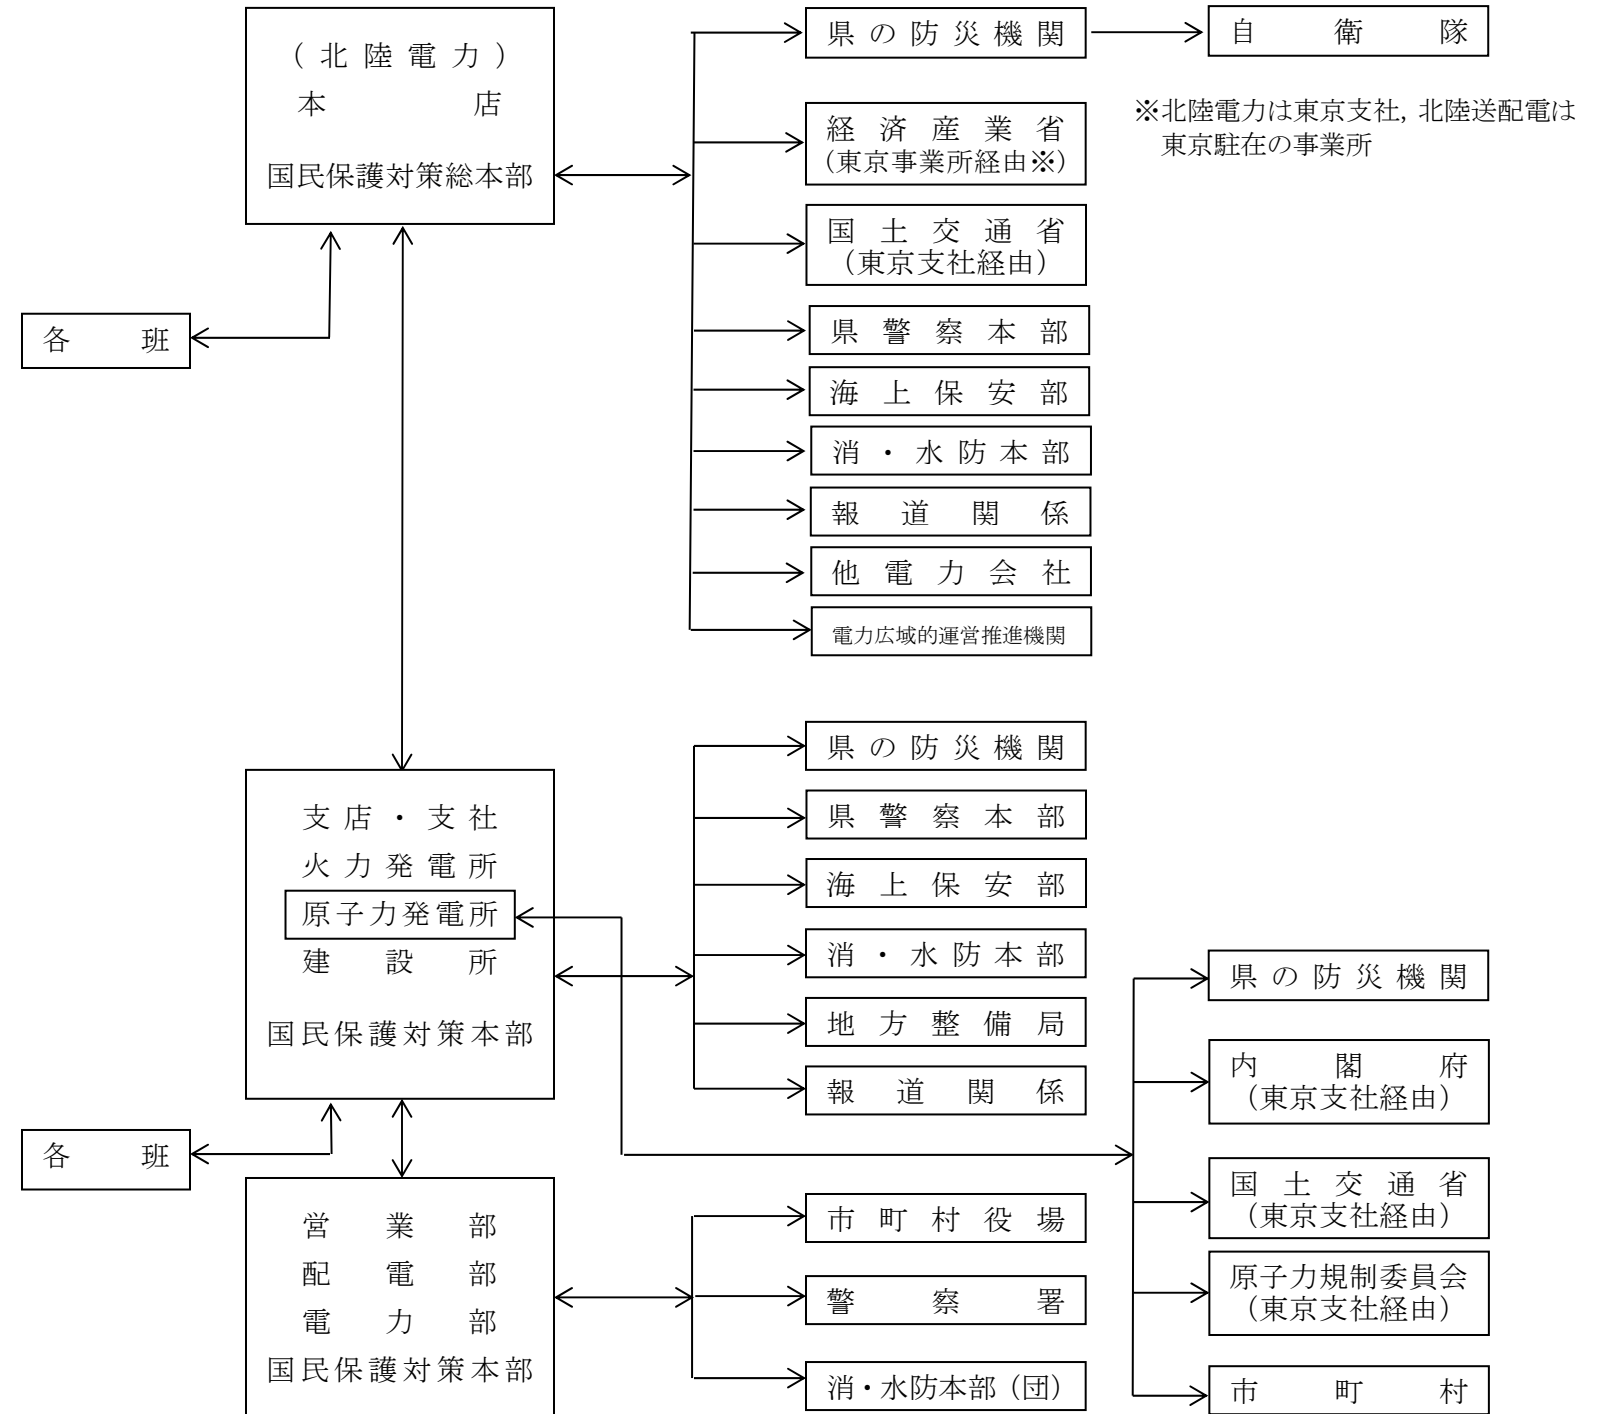 （北陸電力）
本店
国民保護対策総本部
各班
県の防災機関
自衛隊
経済産業省
（東京事業所経由※）
※北陸電力は東京支社，北陸送配電は
東京駐在の事業所
国土交通省
（東京支社経由）
県警察本部
海上保安部
消・水防本部
報道関係
他電力会社
電力広域的運営推進機関
支店・支社
火力発電所
原子力発電所
建設所
国民保護対策本部
各班
県の防災機関
県警察本部
海上保安部
消・水防本部
地方整備局
報道関係
県の防災機関
内閣府
（東京支社経由）
国土交通省
（東京支社経由）
原子力規制委員会
（東京支社経由）
市町村
営業部
配電部
電力部
国民保護対策本部
市町村役場
警察署
消・水防本部（団）